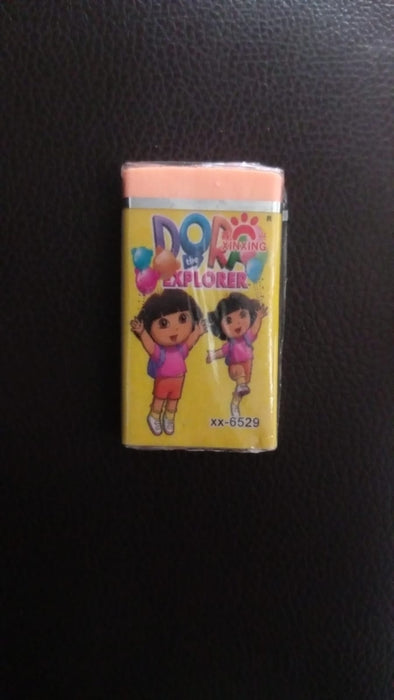 DORA
®
XINXING
the
EXPLORER
xx-6529